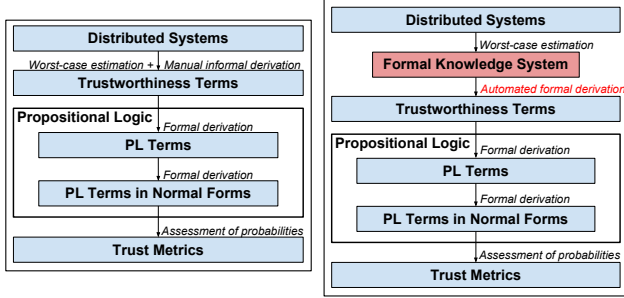 Distributed Systems
Worst-case estimation + Manual informal derivation
Trustworthiness Terms
Propositional Logic
Formal derivation
PL Terms
Formal derivation
PL Terms in Normal Forms
Assessment of probabilities
Trust Metrics
Distributed Systems
Worst-case estimation
Formal Knowledge System
Automated formal derivation
Trustworthiness Terms
Propositional Logic
Formal derivation
PL Terms
Formal derivation
PL Terms in Normal Forms
Assessment of probabilities
Trust Metrics